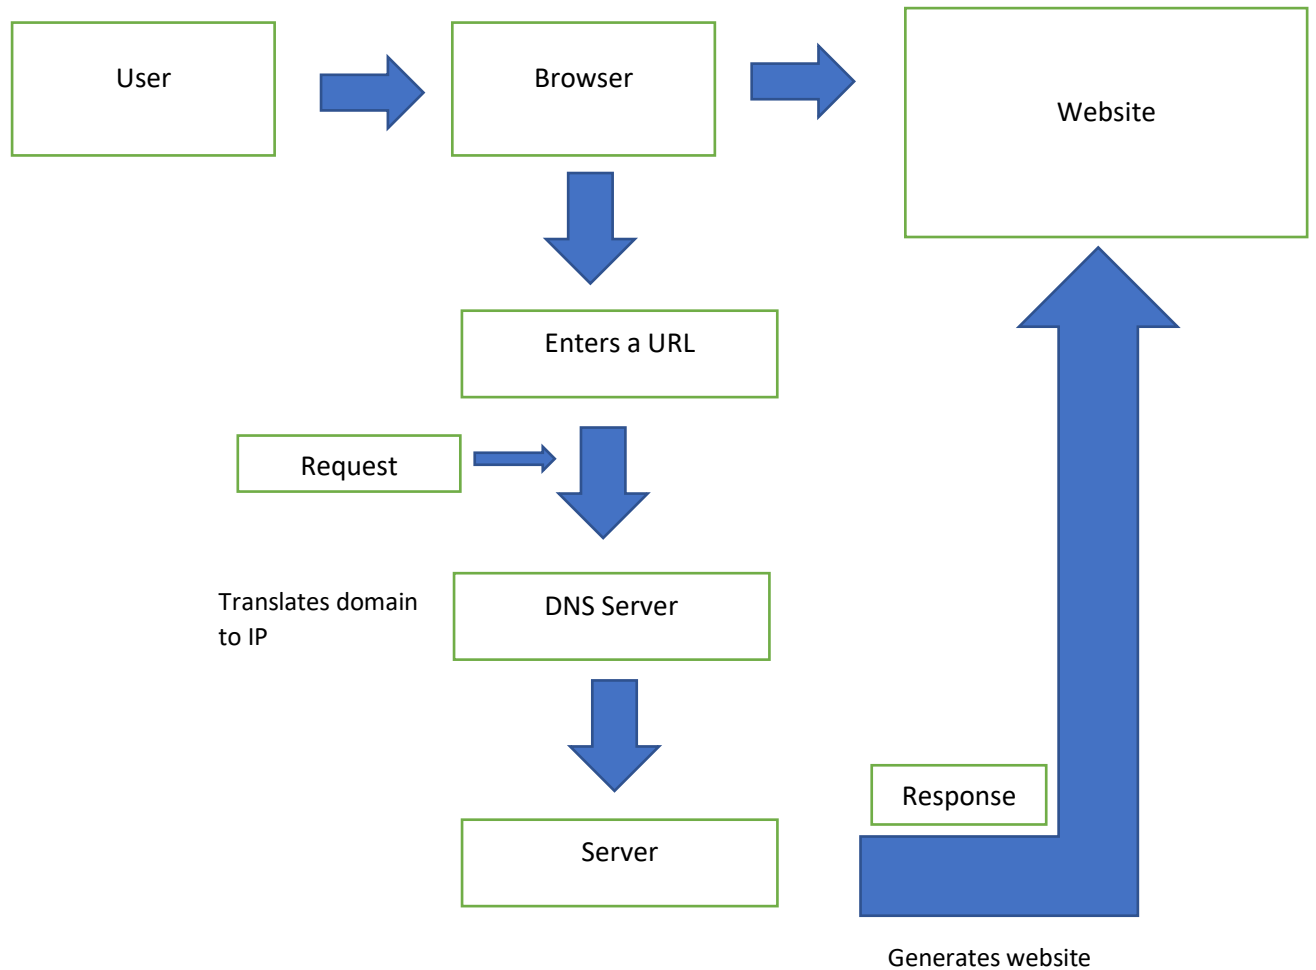 User
Browser
Website
Enters a URL
Request
Translates domain
to IP
DNS Server
Response
Server
Generates website